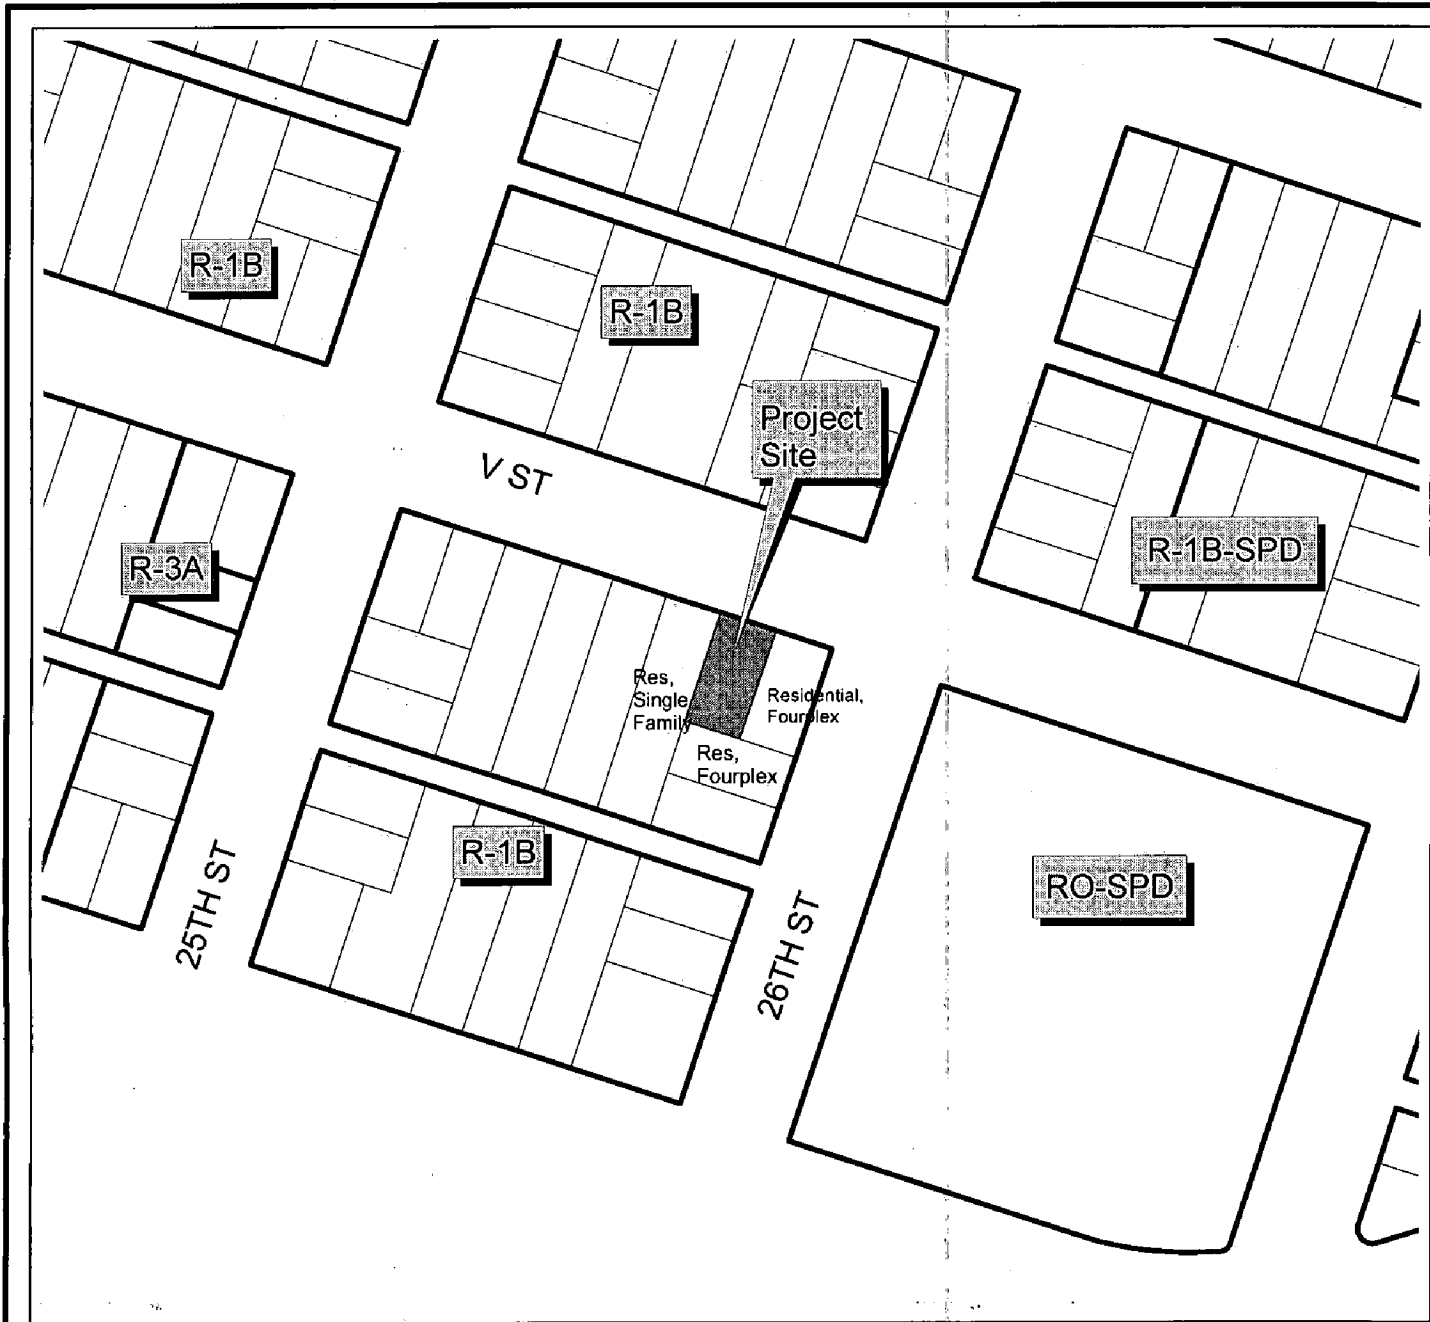 R-1B
R-1B
Project
Site
V ST
R-3A
R-1B-SPD
Res,
Single
Family
Residential,
Fourplex
Res,
Fourplex
R-1B
RO-SPD
25TH ST
26TH ST